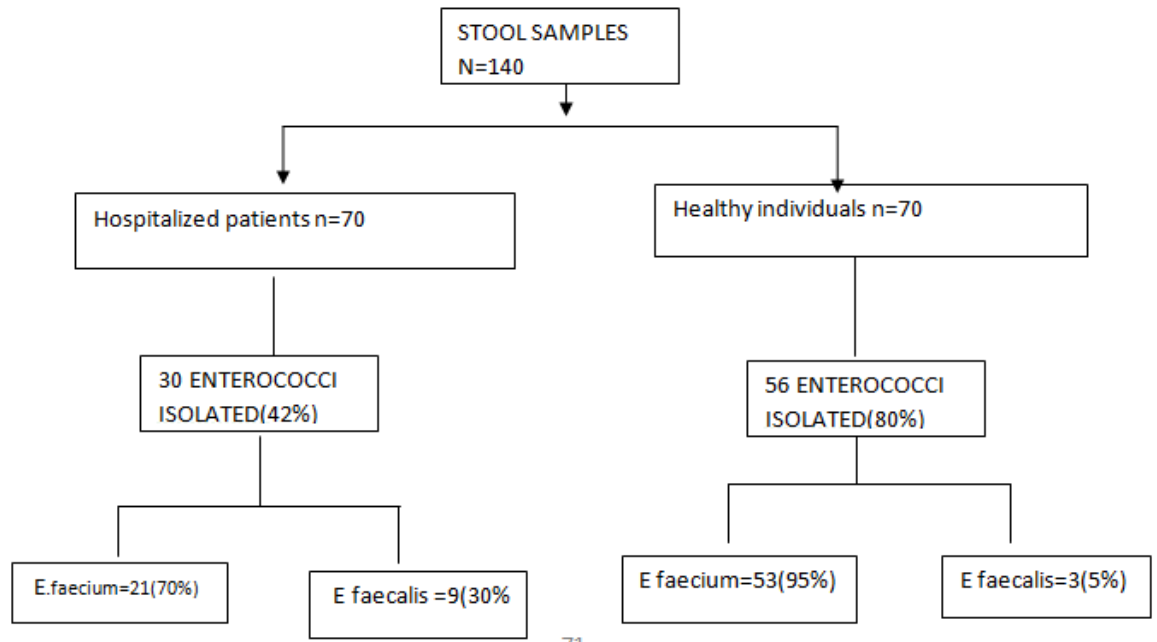 STOOL SAMPLES
N=140
Hospitalized patients n=70
Healthy individuals n=70
30 ENTEROCOCCI
ISOLATED(42%)
56 ENTEROCOCCI
ISOLATED(80%)
E.faecium=21(70%)
E faecalis =9(30%
E faecium=53(95%)
E faecalis=3(5%)